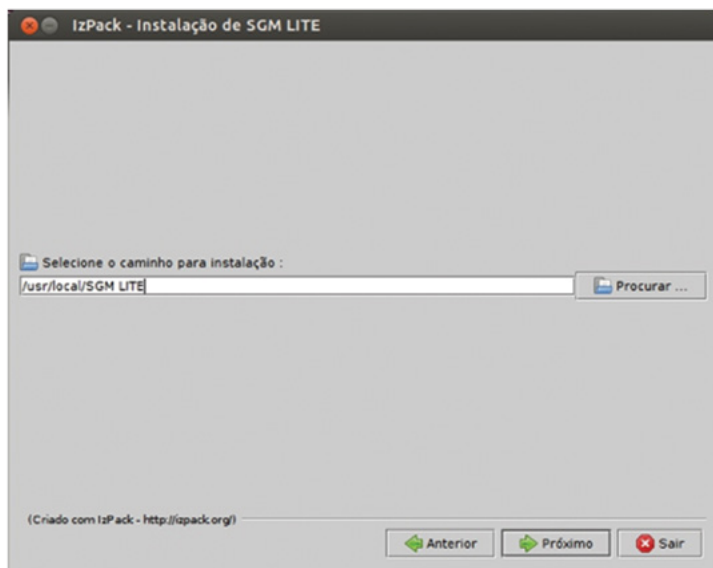 IzPack - Instalação de SGM LITE
Selecione o caminho para instalação :
/usr/local/SGM LITE
Procurar ...
(Criado com IzPack - http://izpack.org/)
Anterior
Próximo
Sair